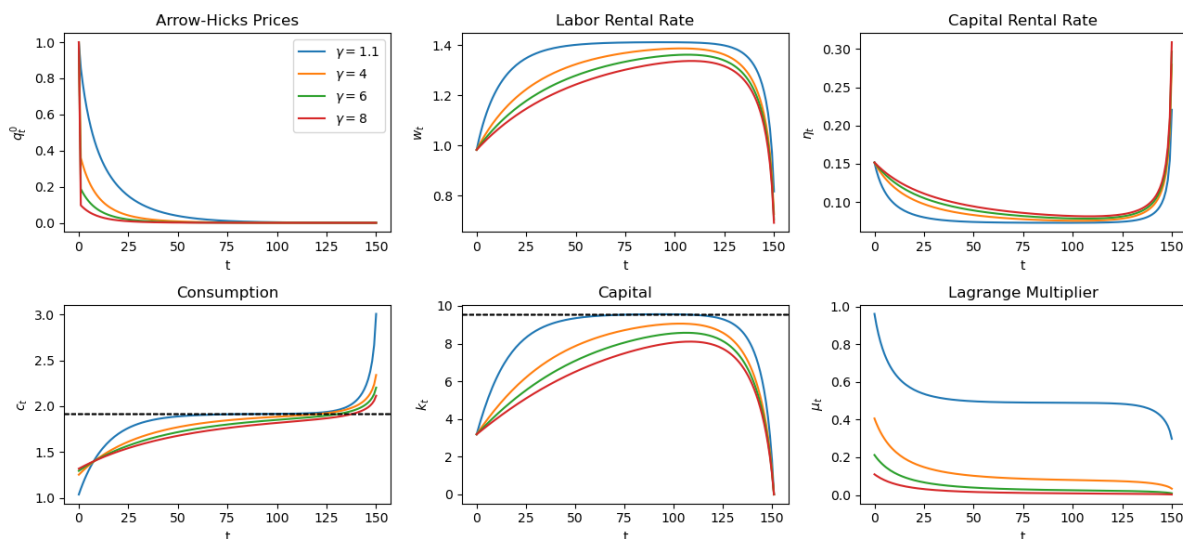 Arrow-Hicks Prices
1.0
0.8
0.6
0.4
0.2
0.0
q_t^0
γ = 1.1
γ = 4
γ = 6
γ = 8
0 25 50 75 100 125 150
t
Labor Rental Rate
1.4
1.2
1.0
0.8
w_t
0 25 50 75 100 125 150
t
Capital Rental Rate
0.30
0.25
0.20
0.15
0.10
η_t
0 25 50 75 100 125 150
t
Consumption
3.0
2.5
2.0
1.5
1.0
c_t
0 25 50 75 100 125 150
t
Capital
10
8
6
4
2
0
k_t
0 25 50 75 100 125 150
t
Lagrange Multiplier
1.0
0.8
0.6
0.4
0.2
0.0
μ_t
0 25 50 75 100 125 150
t